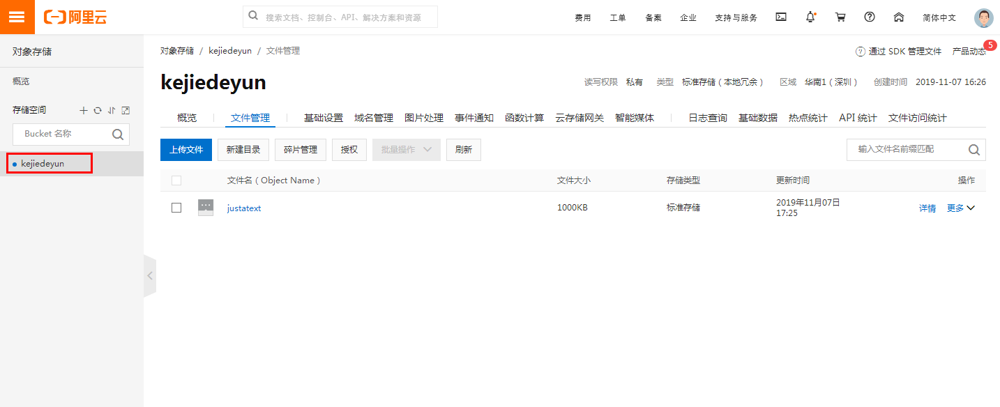 阿里云
搜索文档、控制台、API、解决方案和资源
费用 工单 备案 企业 支持与服务 简体中文
对象存储
概览
存储空间
Bucket 名称
kejiedeyun
对象存储 / kejiedeyun / 文件管理
? 通过 SDK 管理文件 产品动态 5
kejiedeyun
读写权限 私有 类型 标准存储（本地冗余） 区域 华南1（深圳） 创建时间 2019-11-07 16:26
概览 文件管理 基础设置 域名管理 图片处理 事件通知 函数计算 云存储网关 智能媒体 日志查询 基础数据 热点统计 API 统计 文件访问统计
上传文件 新建目录 碎片管理 授权 批量操作 刷新 输入文件名前缀匹配
文件名（Object Name） 文件大小 存储类型 更新时间 操作
justatext 1000KB 标准存储 2019年11月07日 详情 更多
17:25